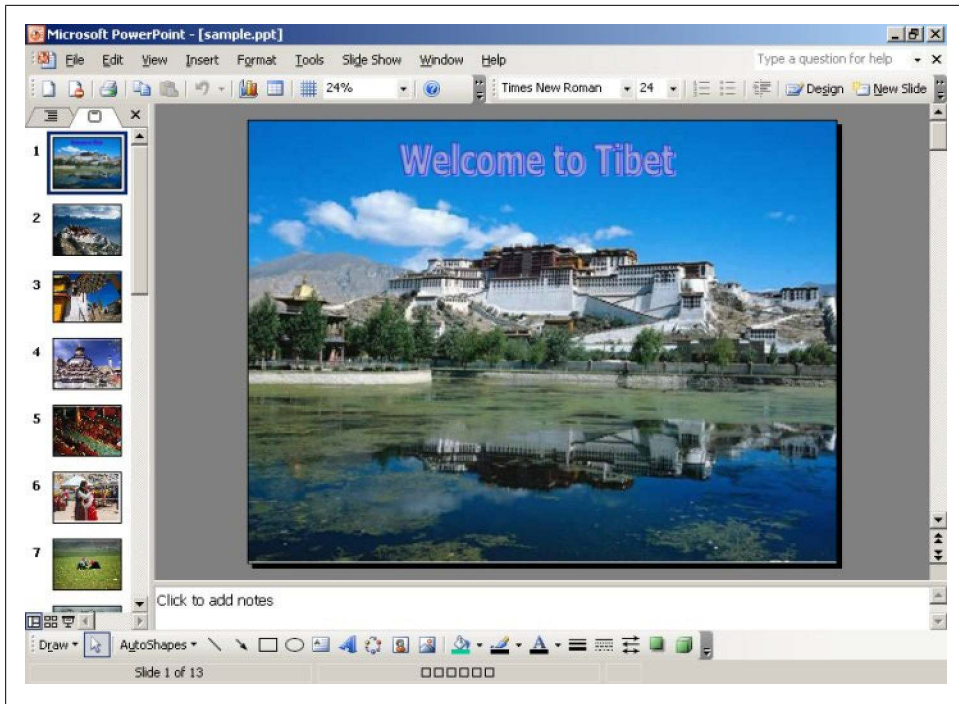 Microsoft PowerPoint - [sample.ppt]
File Edit View Insert Format Tools Slide Show Window Help Type a question for help
24% Times New Roman 24 Design New Slide
Welcome to Tibet
1
2
3
4
5
6
7
Click to add notes
Draw AutoShapes
Slide 1 of 13